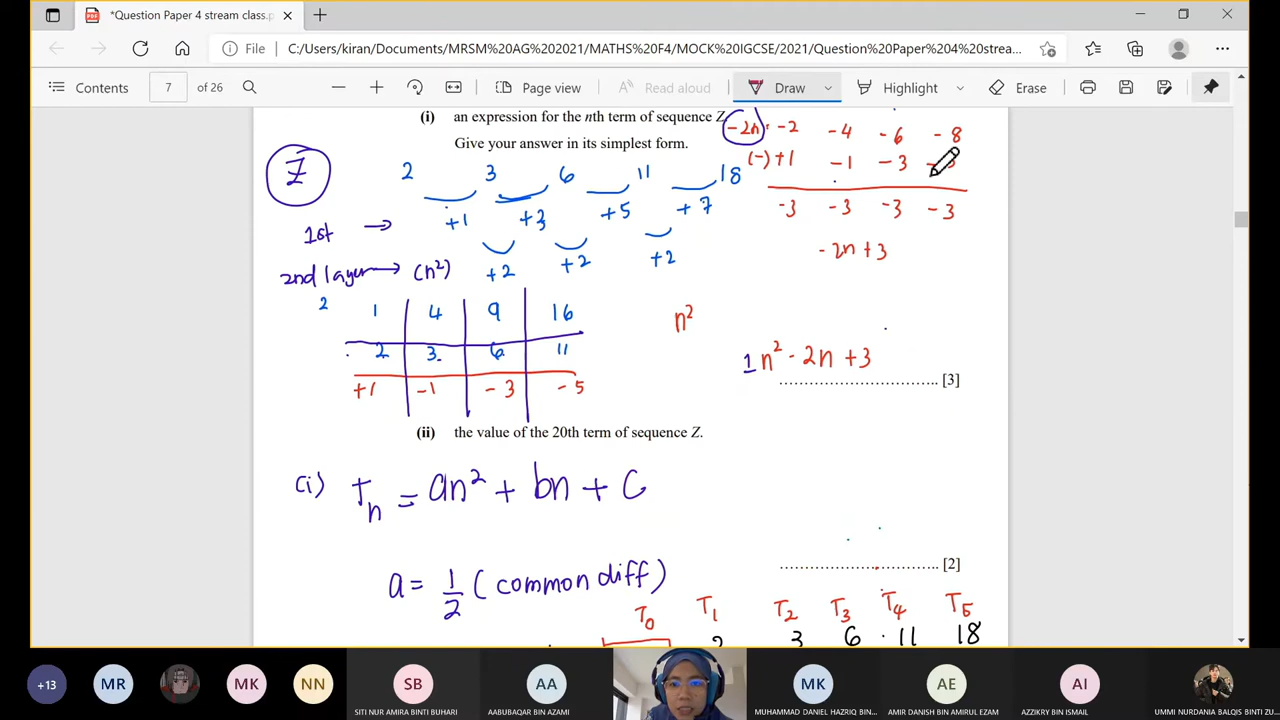 *Question Paper 4 stream class.p
File C:/Users/kiran/Documents/MRSM%20AG%202021/MATHS%20F4/MOCK%20IGCSE/2021/Question%20Paper%204%20strea...
Contents 7 of 26 Page view Read aloud Draw Highlight Erase
(i) an expression for the nth term of sequence Z.
Give your answer in its simplest form.
-2n -2 -4 -6 -8
(-) +1 -1 -3
-3 -3 -3 -3
-2n + 3
Z
2 3 6 11 18
1st → +1 +3 +5 +7
2nd layer → (n²) +2 +2 +2
2 1 4 9 16
2 3 6 11
+1 -1 -3 -5
n²
1n² - 2n + 3
[3]
(ii) the value of the 20th term of sequence Z.
(i) Tn = an² + bn + c
[2]
a = 1/2 (common diff)
T0 T1 T2 T3 T4 T5
2 3 6 11 18
+13 MR MK NN SB AA MK AE AI
SITI NUR AMIRA BINTI BUHARI
AABUBAQAR BIN AZAMI
MUHAMMAD DANIEL HAZRIQ BIN...
AMIR DANISH BIN AMIRUL EZAM
AZZIKRY BIN ISMAIL
UMMI NURDANIA BALQIS BINTI ZU...